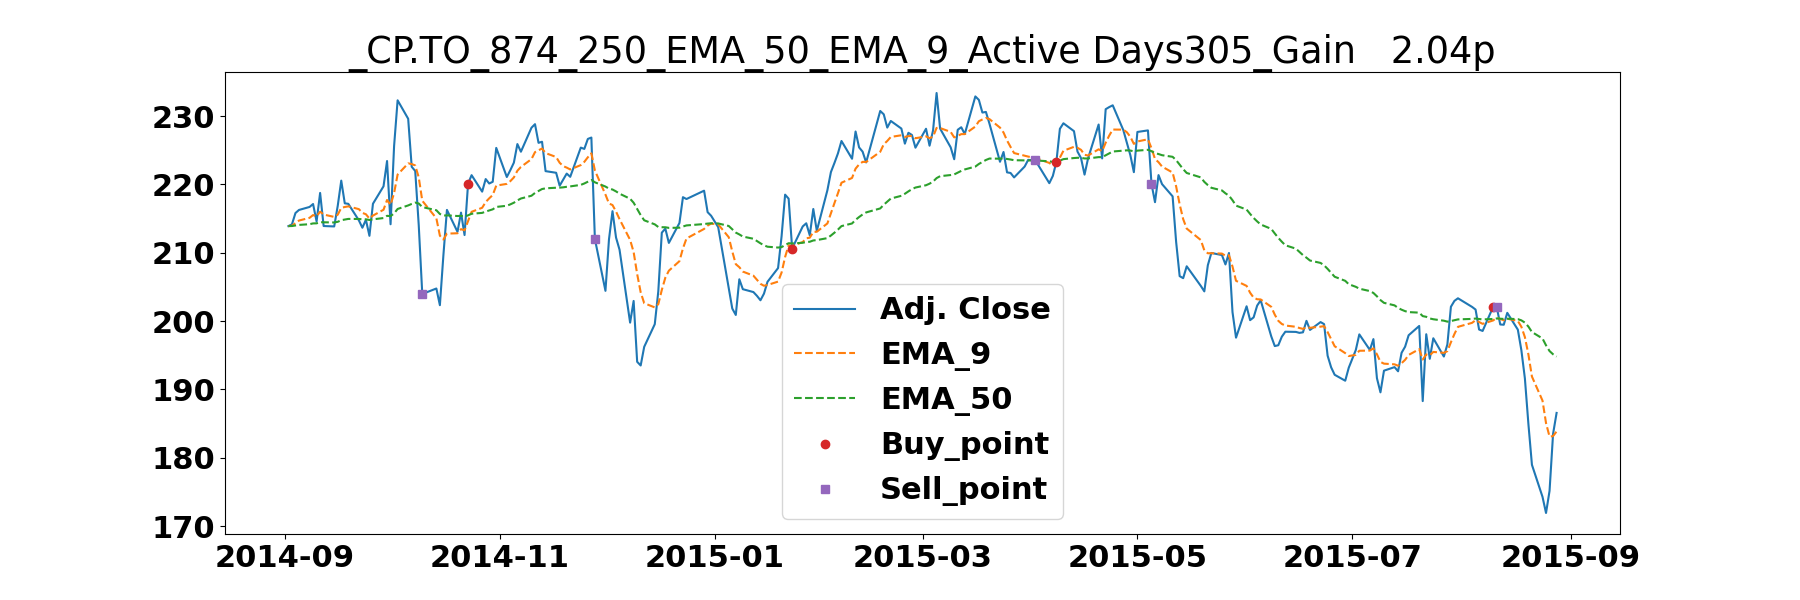 _CP.TO_874_250_EMA_50_EMA_9_Active Days305_Gain   2.04p
230
220
210
200
190
180
170
Adj. Close
EMA_9
EMA_50
Buy_point
Sell_point
2014-09 2014-11 2015-01 2015-03 2015-05 2015-07 2015-09